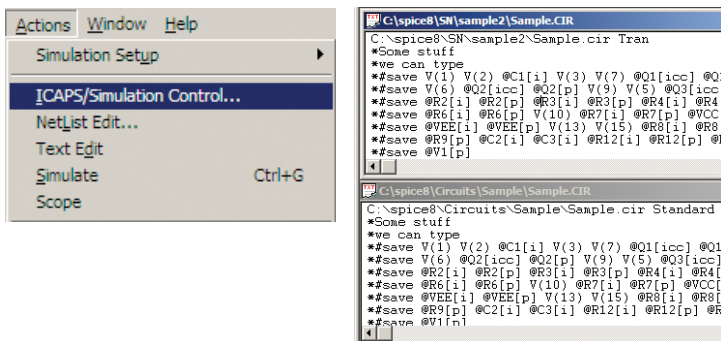 Actions Window Help
Simulation Setup
ICAPS/Simulation Control...
NetList Edit...
Text Edit
Simulate Ctrl+G
Scope
C:\spice8\SN\sample2\Sample.CIR
C:\spice8\SN\sample2\Sample.cir Tran
*Some stuff
*we can type
*#save V(1) V(2) @C1[i] V(3) V(7) @Q1[icc] @Q1
*#save V(6) @Q2[icc] @Q2[p] V(9) V(5) @Q3[icc
*#save @R2[i] @R2[p] @R3[i] @R3[p] @R4[i] @R4
*#save @R6[i] @R6[p] V(10) @R7[i] @R7[p] @VCC
*#save @VEE[i] @VEE[p] V(13) V(15) @R8[i] @R8
*#save @R9[p] @C2[i] @C3[i] @R12[i] @R12[p] @
*#save @V1[p]
C:\spice8\Circuits\Sample\Sample.CIR
C:\spice8\Circuits\Sample\Sample.cir Standard
*Some stuff
*we can type
*#save V(1) V(2) @C1[i] V(3) V(7) @Q1[icc] @Q1
*#save V(6) @Q2[icc] @Q2[p] V(9) V(5) @Q3[icc]
*#save @R2[i] @R2[p] @R3[i] @R3[p] @R4[i] @R4[
*#save @R6[i] @R6[p] V(10) @R7[i] @R7[p] @VCC[
*#save @VEE[i] @VEE[p] V(13) V(15) @R8[i] @R8[
*#save @R9[p] @C2[i] @C3[i] @R12[i] @R12[p] @R
*#save @V1[p]